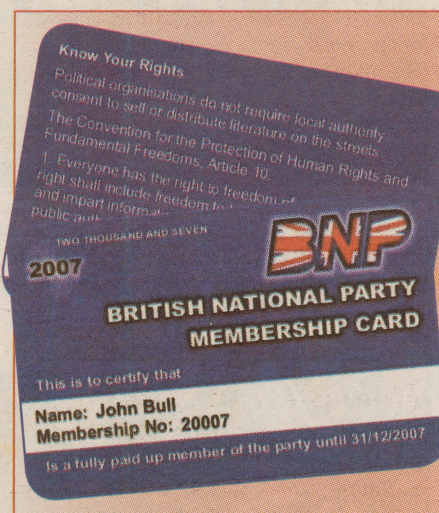 Know Your Rights
Political organisations do not require local authority
consent to sell or distribute literature on the streets
The Convention for the Protection of Human Rights and
Fundamental Freedoms, Article 10.
1. Everyone has the right to freedom of
right shall include freedom to
and impart
public
TWO THOUSAND AND SEVEN
2007
BNP
BRITISH NATIONAL PARTY
MEMBERSHIP CARD
This is to certify that
Name: John Bull
Membership No: 20007
Is a fully paid up member of the party until 31/12/2007